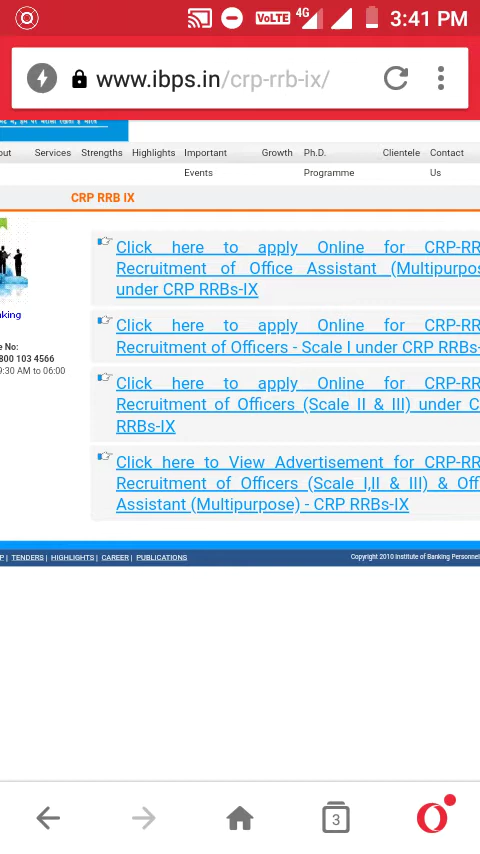 4G
VoLTE
3:41 PM
www.ibps.in/crp-rrb-ix/
out Services Strengths Highlights Important Events Growth Ph.D. Programme Clientele Contact Us
CRP RRB IX
Click here to apply Online for CRP-RR
Recruitment of Office Assistant (Multipurpos
under CRP RRBs-IX
Click here to apply Online for CRP-RR
Recruitment of Officers - Scale I under CRP RRBs-
Click here to apply Online for CRP-RR
Recruitment of Officers (Scale II & III) under C
RRBs-IX
Click here to View Advertisement for CRP-RR
Recruitment of Officers (Scale I,II & III) & Off
Assistant (Multipurpose) - CRP RRBs-IX
nking
e No:
800 103 4566
9:30 AM to 06:00
P | TENDERS | HIGHLIGHTS | CAREER | PUBLICATIONS
Copyright 2010 Institute of Banking Personnel
3